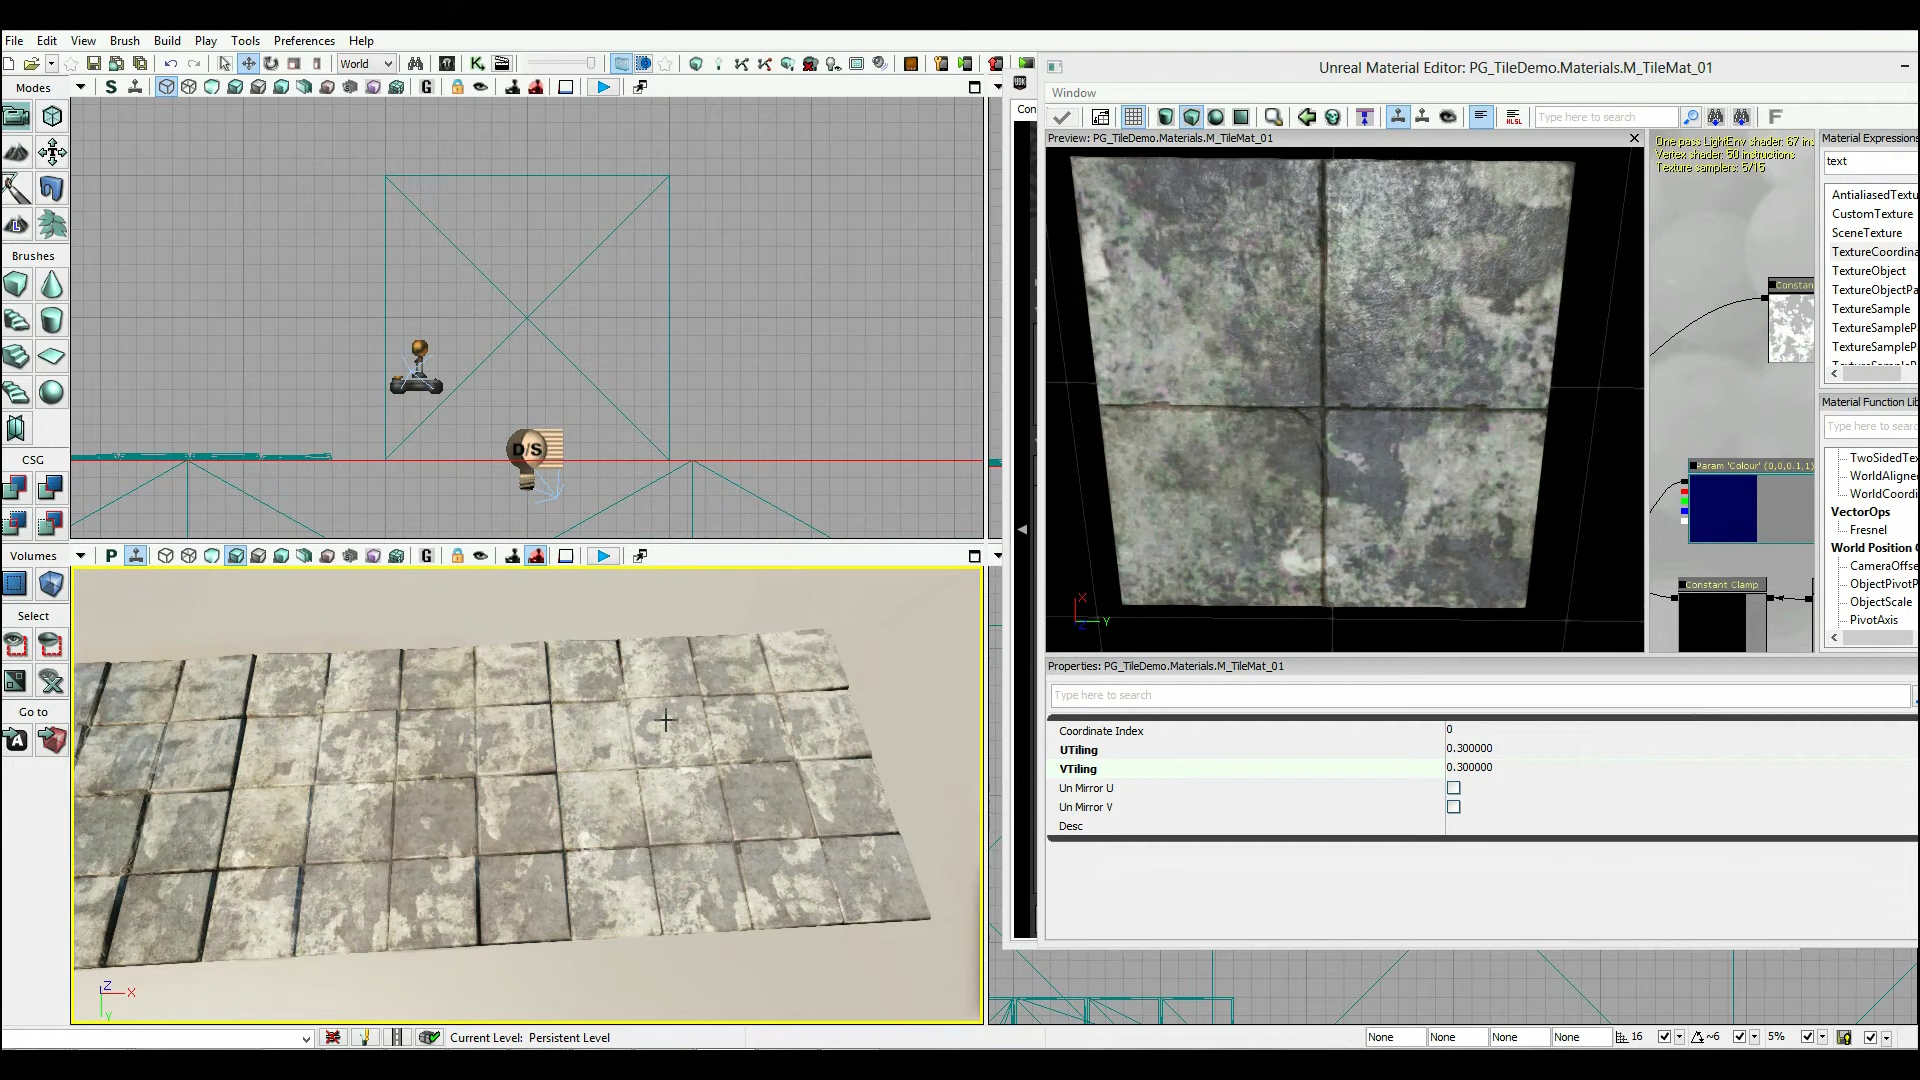 File Edit View Brush Build Play Tools Preferences Help
World
Unreal Material Editor: PG_TileDemo.Materials.M_TileMat_01
Window
Type here to search
F
Modes
S
G
Con
Preview: PG_TileDemo.Materials.M_TileMat_01
One pass LightEnv shader: 67 ins
Vertex shader: 50 instructions
Texture samplers: 5/15
Material Expressions
text
AntialiasedTextu
CustomTexture
SceneTexture
TextureCoordina
TextureObject
TextureObjectPa
TextureSample
TextureSampleP
TextureSampleP
Brushes
Constan
Material Function Lib
Type here to se
TwoSidedTex
WorldAligne
WorldCoordi
VectorOps
Fresnel
World Position O
CameraOffse
ObjectPivotP
ObjectScale
PivotAxis
Param 'Colour' (0,0,0.1,1)
Constant Clamp
D/S
X
Y
Z
CSG
Volumes
P
G
Select
Go to
A
Properties: PG_TileDemo.Materials.M_TileMat_01
Type here to search
Coordinate Index 0
UTiling 0.300000
VTiling 0.300000
Un Mirror U
Un Mirror V
Desc
Z
X
Y
Current Level: Persistent Level
None None None None 16 ~6 5%